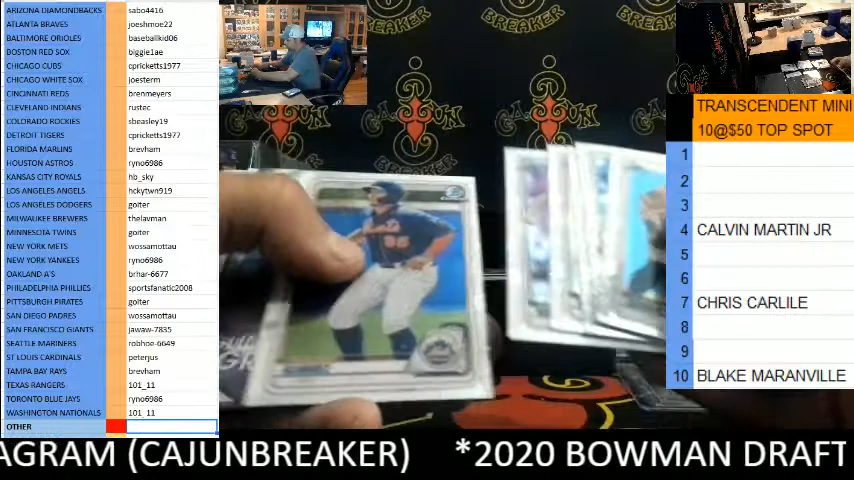 ARIZONA DIAMONDBACKS sabo4416
ATLANTA BRAVES joeshmoe22
BALTIMORE ORIOLES baseballkid06
BOSTON RED SOX biggie1ae
CHICAGO CUBS cpricketts1977
CHICAGO WHITE SOX joesterm
CINCINNATI REDS brenmeyers
CLEVELAND INDIANS rustec
COLORADO ROCKIES sbeasley19
DETROIT TIGERS cpricketts1977
FLORIDA MARLINS brevham
HOUSTON ASTROS ryno6986
KANSAS CITY ROYALS hb_sky
LOS ANGELES ANGELS hckytwn919
LOS ANGELES DODGERS golter
MILWAUKEE BREWERS thelavman
MINNESOTA TWINS golter
NEW YORK METS wossamottau
NEW YORK YANKEES ryno6986
OAKLAND A'S brhar-6677
PHILADELPHIA PHILLIES sportsfanatic2008
PITTSBURGH PIRATES golter
SAN DIEGO PADRES wossamottau
SAN FRANCISCO GIANTS jawaw-7835
SEATTLE MARINERS robhoe-6649
ST LOUIS CARDINALS peterjus
TAMPA BAY RAYS brevham
TEXAS RANGERS 101_11
TORONTO BLUE JAYS ryno6986
WASHINGTON NATIONALS 101_11
OTHER
TRANSCENDENT MINI
10@$50 TOP SPOT
1
2
3
4 CALVIN MARTIN JR
5
6
7 CHRIS CARLILE
8
9
10 BLAKE MARANVILLE
AGRAM (CAJUNBREAKER) *2020 BOWMAN DRAFT